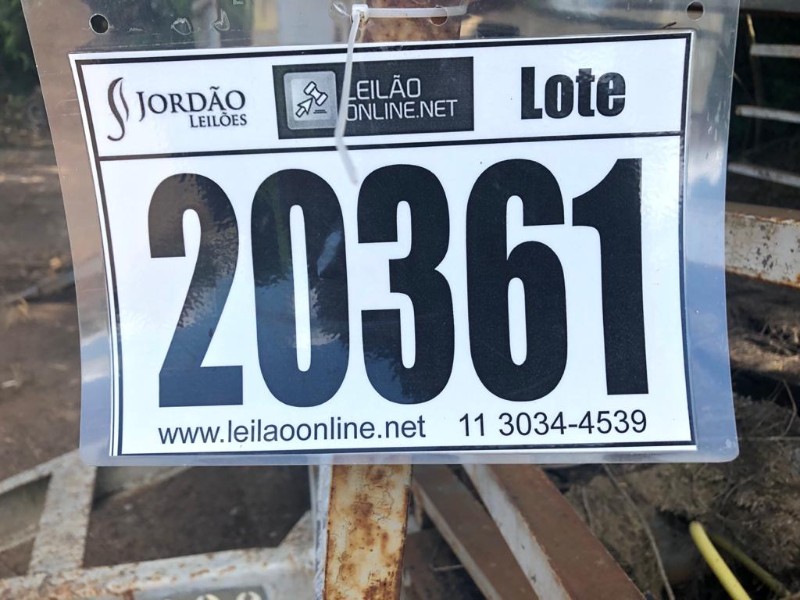 JORDÃO
LEILÕES
LEILÃO
ONLINE.NET
Lote
20361
www.leilaoonline.net 11 3034-4539